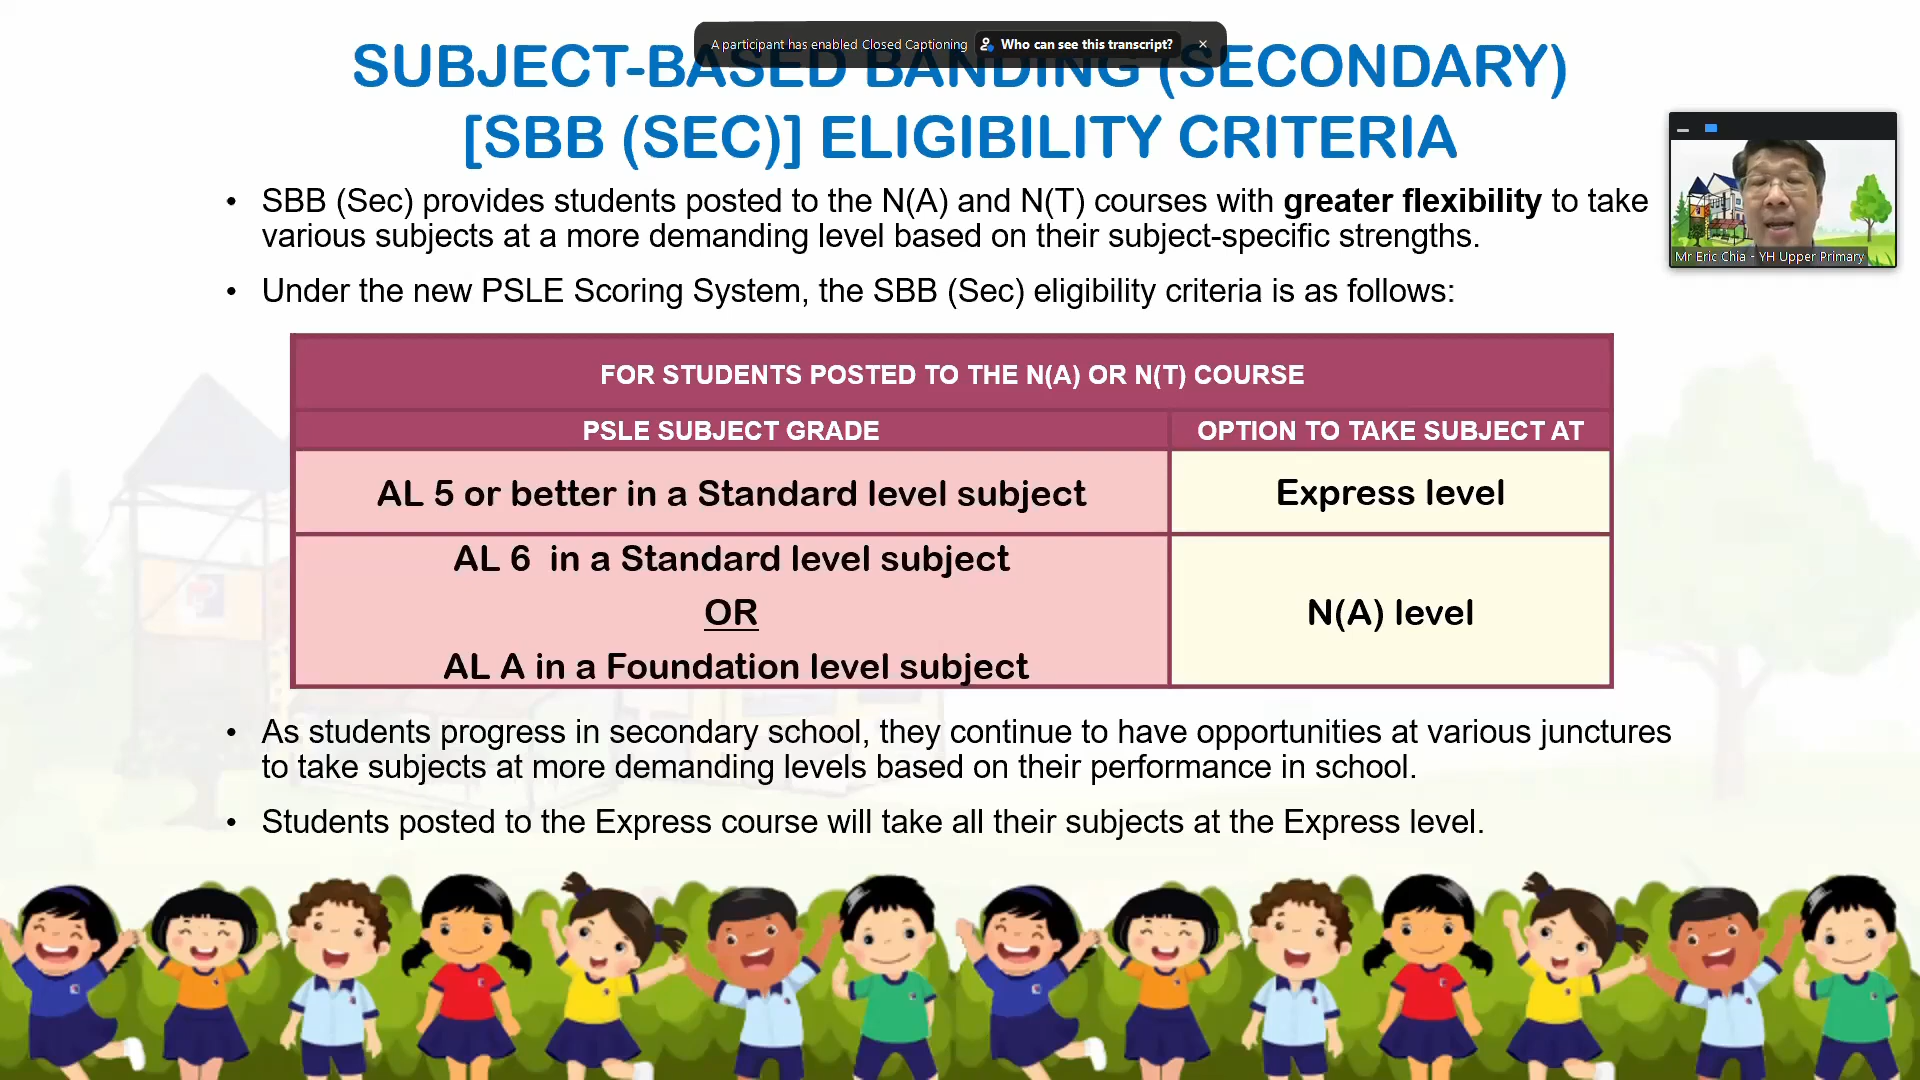 A participant has enabled Closed Captioning Who can see this transcript? ×
SUBJECT-BASED BANDING (SECONDARY)
[SBB (SEC)] ELIGIBILITY CRITERIA
Mr Eric Chia - YH Upper Primary
• SBB (Sec) provides students posted to the N(A) and N(T) courses with greater flexibility to take
various subjects at a more demanding level based on their subject-specific strengths.
• Under the new PSLE Scoring System, the SBB (Sec) eligibility criteria is as follows:
FOR STUDENTS POSTED TO THE N(A) OR N(T) COURSE
PSLE SUBJECT GRADE
OPTION TO TAKE SUBJECT AT
AL 5 or better in a Standard level subject
Express level
AL 6 in a Standard level subject
OR
AL A in a Foundation level subject
N(A) level
• As students progress in secondary school, they continue to have opportunities at various junctures
to take subjects at more demanding levels based on their performance in school.
• Students posted to the Express course will take all their subjects at the Express level.